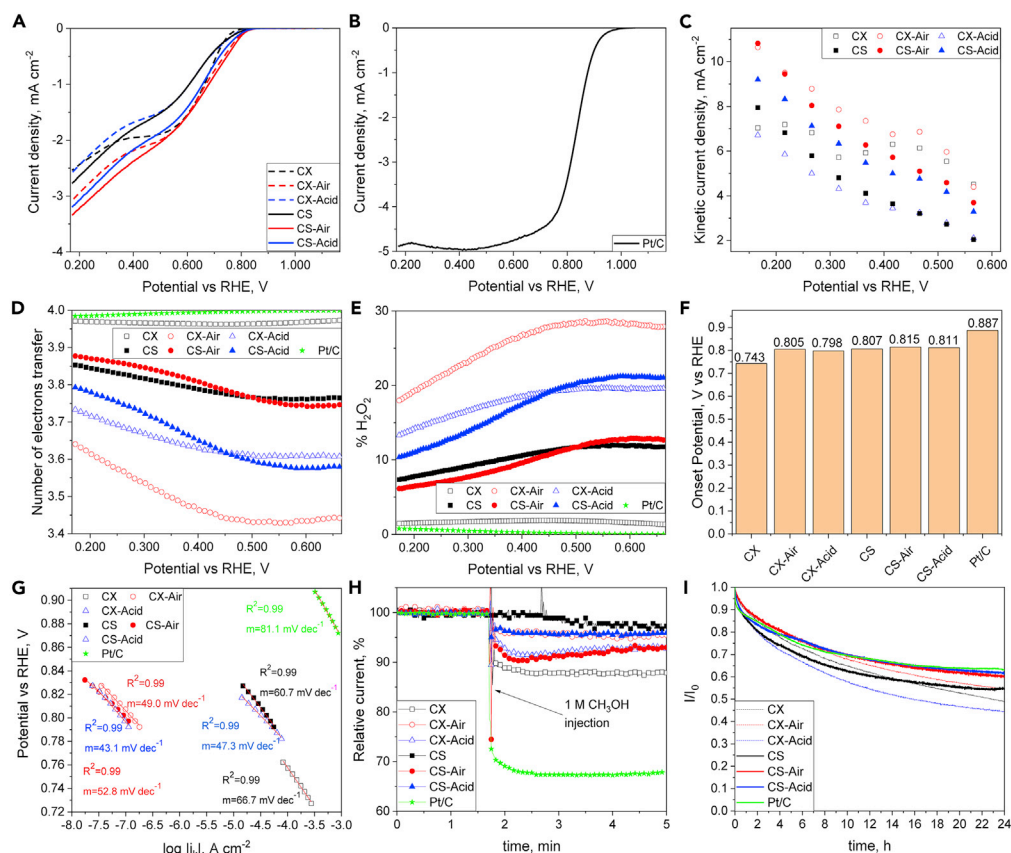 A
Current density, mA cm-2
0
-1
-2
-3
-4
0.200 0.400 0.600 0.800 1.000
Potential vs RHE, V
CX
CX-Air
CX-Acid
CS
CS-Air
CS-Acid
B
Current density, mA cm-2
0
-1
-2
-3
-4
-5
0.200 0.400 0.600 0.800 1.000
Potential vs RHE, V
Pt/C
C
Kinetic current density, mA cm-2
10
8
6
4
2
0.100 0.200 0.300 0.400 0.500 0.600
Potential vs RHE, V
CX CX-Air CX-Acid
CS CS-Air CS-Acid
D
Number of electrons transfer
4.0
3.9
3.8
3.7
3.6
3.5
3.4
0.200 0.300 0.400 0.500 0.600
Potential vs RHE, V
CX CX-Air CX-Acid
CS CS-Air CS-Acid Pt/C
E
% H2O2
30
20
10
0
0.200 0.300 0.400 0.500 0.600
Potential vs RHE, V
CX CX-Air CX-Acid
CS CS-Air CS-Acid Pt/C
F
Onset Potential, V vs RHE
0.9
0.8
0.7
0.6
0.5
0.4
0.3
0.2
0.1
0.0
0.743
0.805
0.798
0.807
0.815
0.811
0.887
CX
CX-Air
CX-Acid
CS
CS-Air
CS-Acid
Pt/C
G
Potential vs RHE, V
0.88
0.84
0.80
0.76
0.72
-8.0 -7.5 -7.0 -6.5 -6.0 -5.5 -5.0 -4.5 -4.0 -3.5 -3.0
log |ik|, A cm-2
CX CX-Air
CX-Acid
CS CS-Air
CS-Acid
Pt/C
R2=0.99
m=81.1 mV dec-1
R2=0.99
m=49.0 mV dec-1
R2=0.99
m=60.7 mV dec-1
R2=0.99
m=43.1 mV dec-1
R2=0.99
m=47.3 mV dec-1
R2=0.99
m=52.8 mV dec-1
R2=0.99
m=66.7 mV dec-1
H
Relative current, %
100
90
80
70
60
0 1 2 3 4 5
time, min
1 M CH3OH
injection
CX
CX-Air
CX-Acid
CS
CS-Air
CS-Acid
Pt/C
I
I/I0
1.0
0.9
0.8
0.7
0.6
0.5
0.4
0.3
0.2
0.1
0.0
0 2 4 6 8 10 12 14 16 18 20 22 24
time, h
CX
CX-Air
CX-Acid
CS
CS-Air
CS-Acid
Pt/C